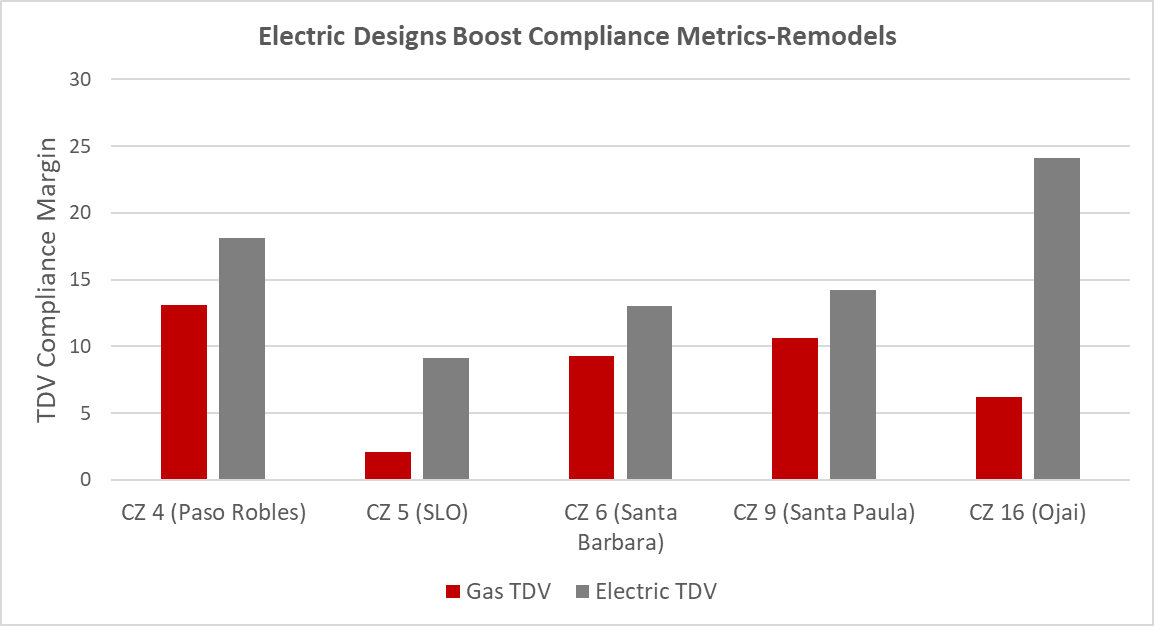 Electric Designs Boost Compliance Metrics-Remodels
TDV Compliance Margin
30
25
20
15
10
5
0
CZ 4 (Paso Robles)
CZ 5 (SLO)
CZ 6 (Santa
Barbara)
CZ 9 (Santa Paula)
CZ 16 (Ojai)
Gas TDV
Electric TDV